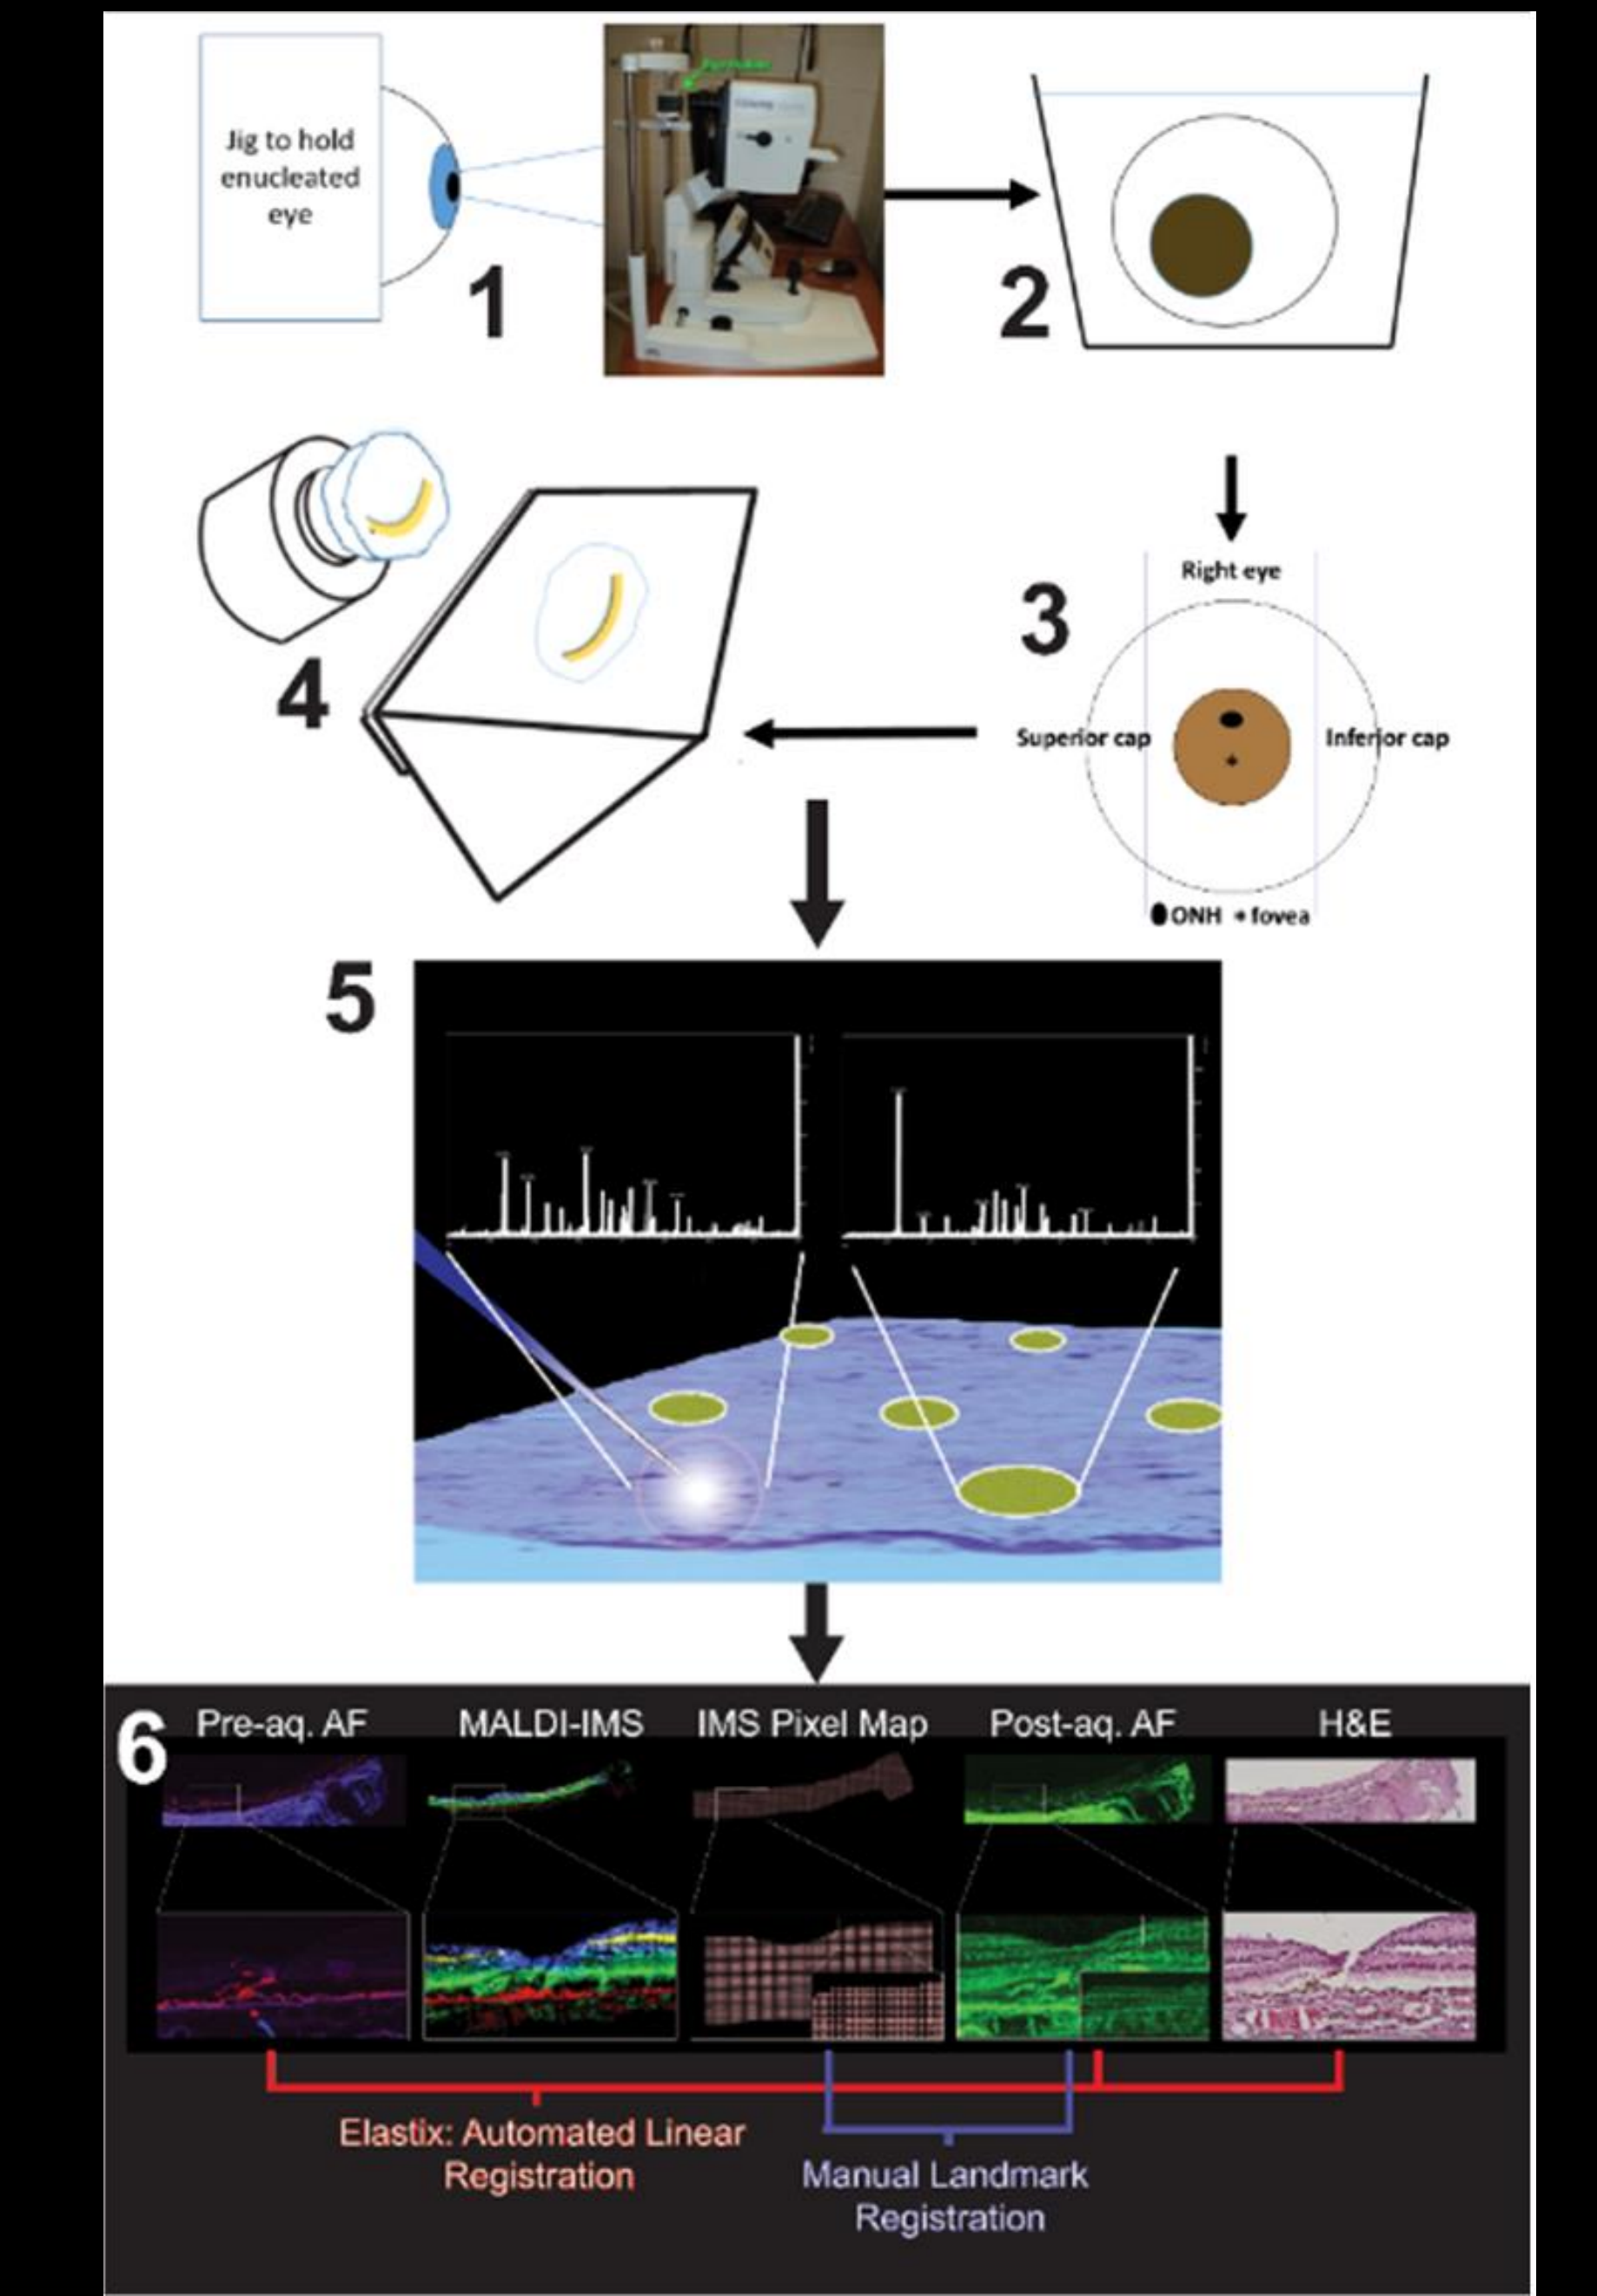 Jig to hold
enucleated
eye
1
2
3
Right eye
Superior cap
Inferior cap
ONH + fovea
4
5
6
Pre-aq. AF
MALDI-IMS
IMS Pixel Map
Post-aq. AF
H&E
Elastix: Automated Linear
Registration
Manual Landmark
Registration